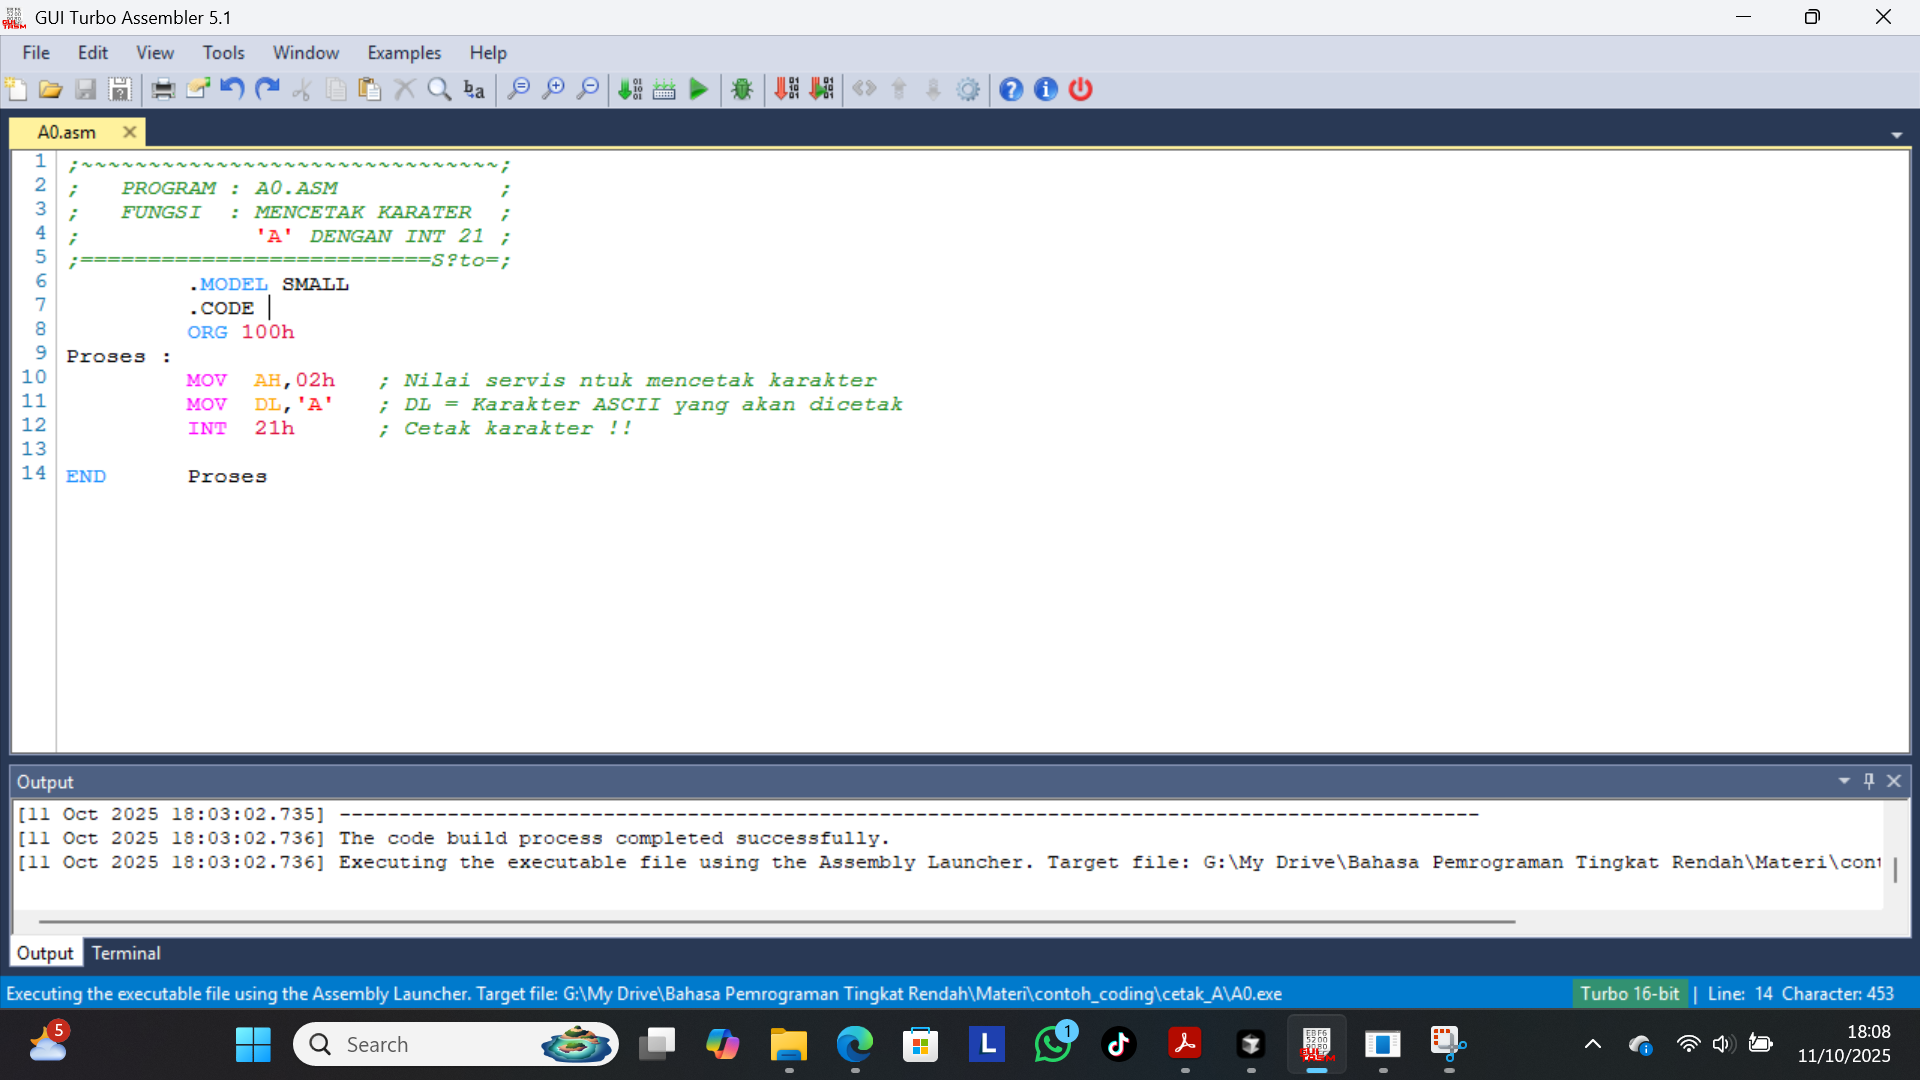 GUI Turbo Assembler 5.1
File Edit View Tools Window Examples Help
A0.asm
1 ;~~~~~~~~~~~~~~~~~~~~~~~~~~~~~~~;
2 ; PROGRAM : A0.ASM ;
3 ; FUNGSI : MENCETAK KARATER ;
4 ; 'A' DENGAN INT 21 ;
5 ;==========================S?to=;
6 .MODEL SMALL
7 .CODE
8 ORG 100h
9 Proses :
10 MOV AH,02h ; Nilai servis ntuk mencetak karakter
11 MOV DL,'A' ; DL = Karakter ASCII yang akan dicetak
12 INT 21h ; Cetak karakter !!
13
14 END Proses
Output
[11 Oct 2025 18:03:02.735] -----------------------------------------------------------------------------------------------
[11 Oct 2025 18:03:02.736] The code build process completed successfully.
[11 Oct 2025 18:03:02.736] Executing the executable file using the Assembly Launcher. Target file: G:\My Drive\Bahasa Pemrograman Tingkat Rendah\Materi\cont
Output Terminal
Executing the executable file using the Assembly Launcher. Target file: G:\My Drive\Bahasa Pemrograman Tingkat Rendah\Materi\contoh_coding\cetak_A\A0.exe Turbo 16-bit | Line: 14 Character: 453
5
Search
L
1
18:08
11/10/2025